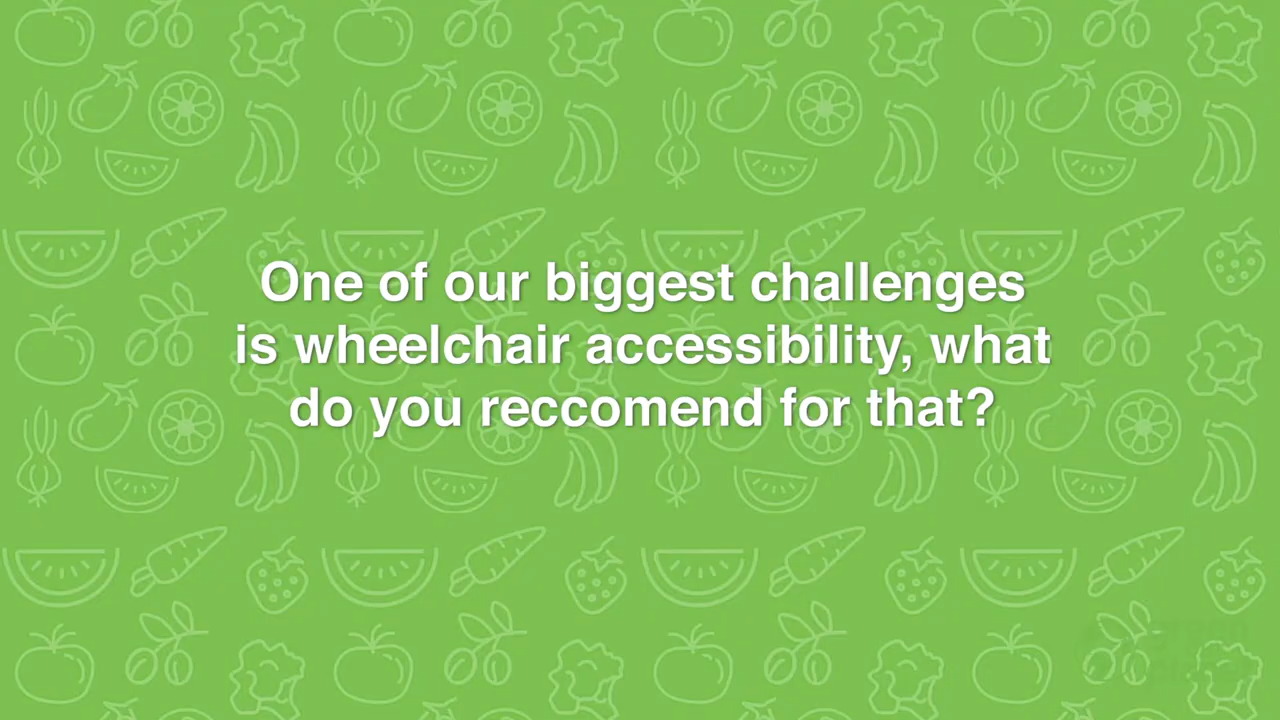 One of our biggest challenges
is wheelchair accessibility, what
do you reccomend for that?